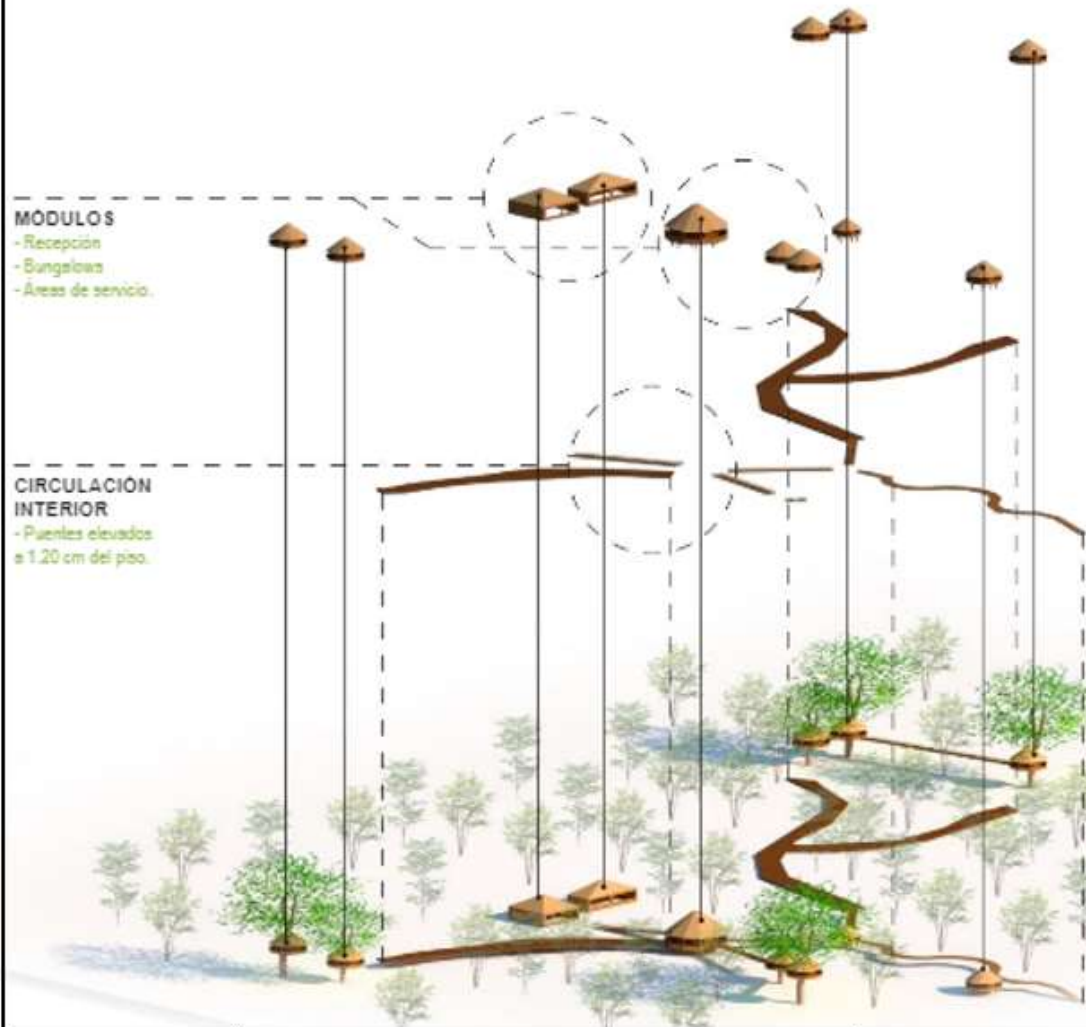 MÓDULOS
- Recepción
- Bungalows
- Áreas de servicio.
CIRCULACIÓN
INTERIOR
- Puentes elevados
a 1.20 cm del piso.